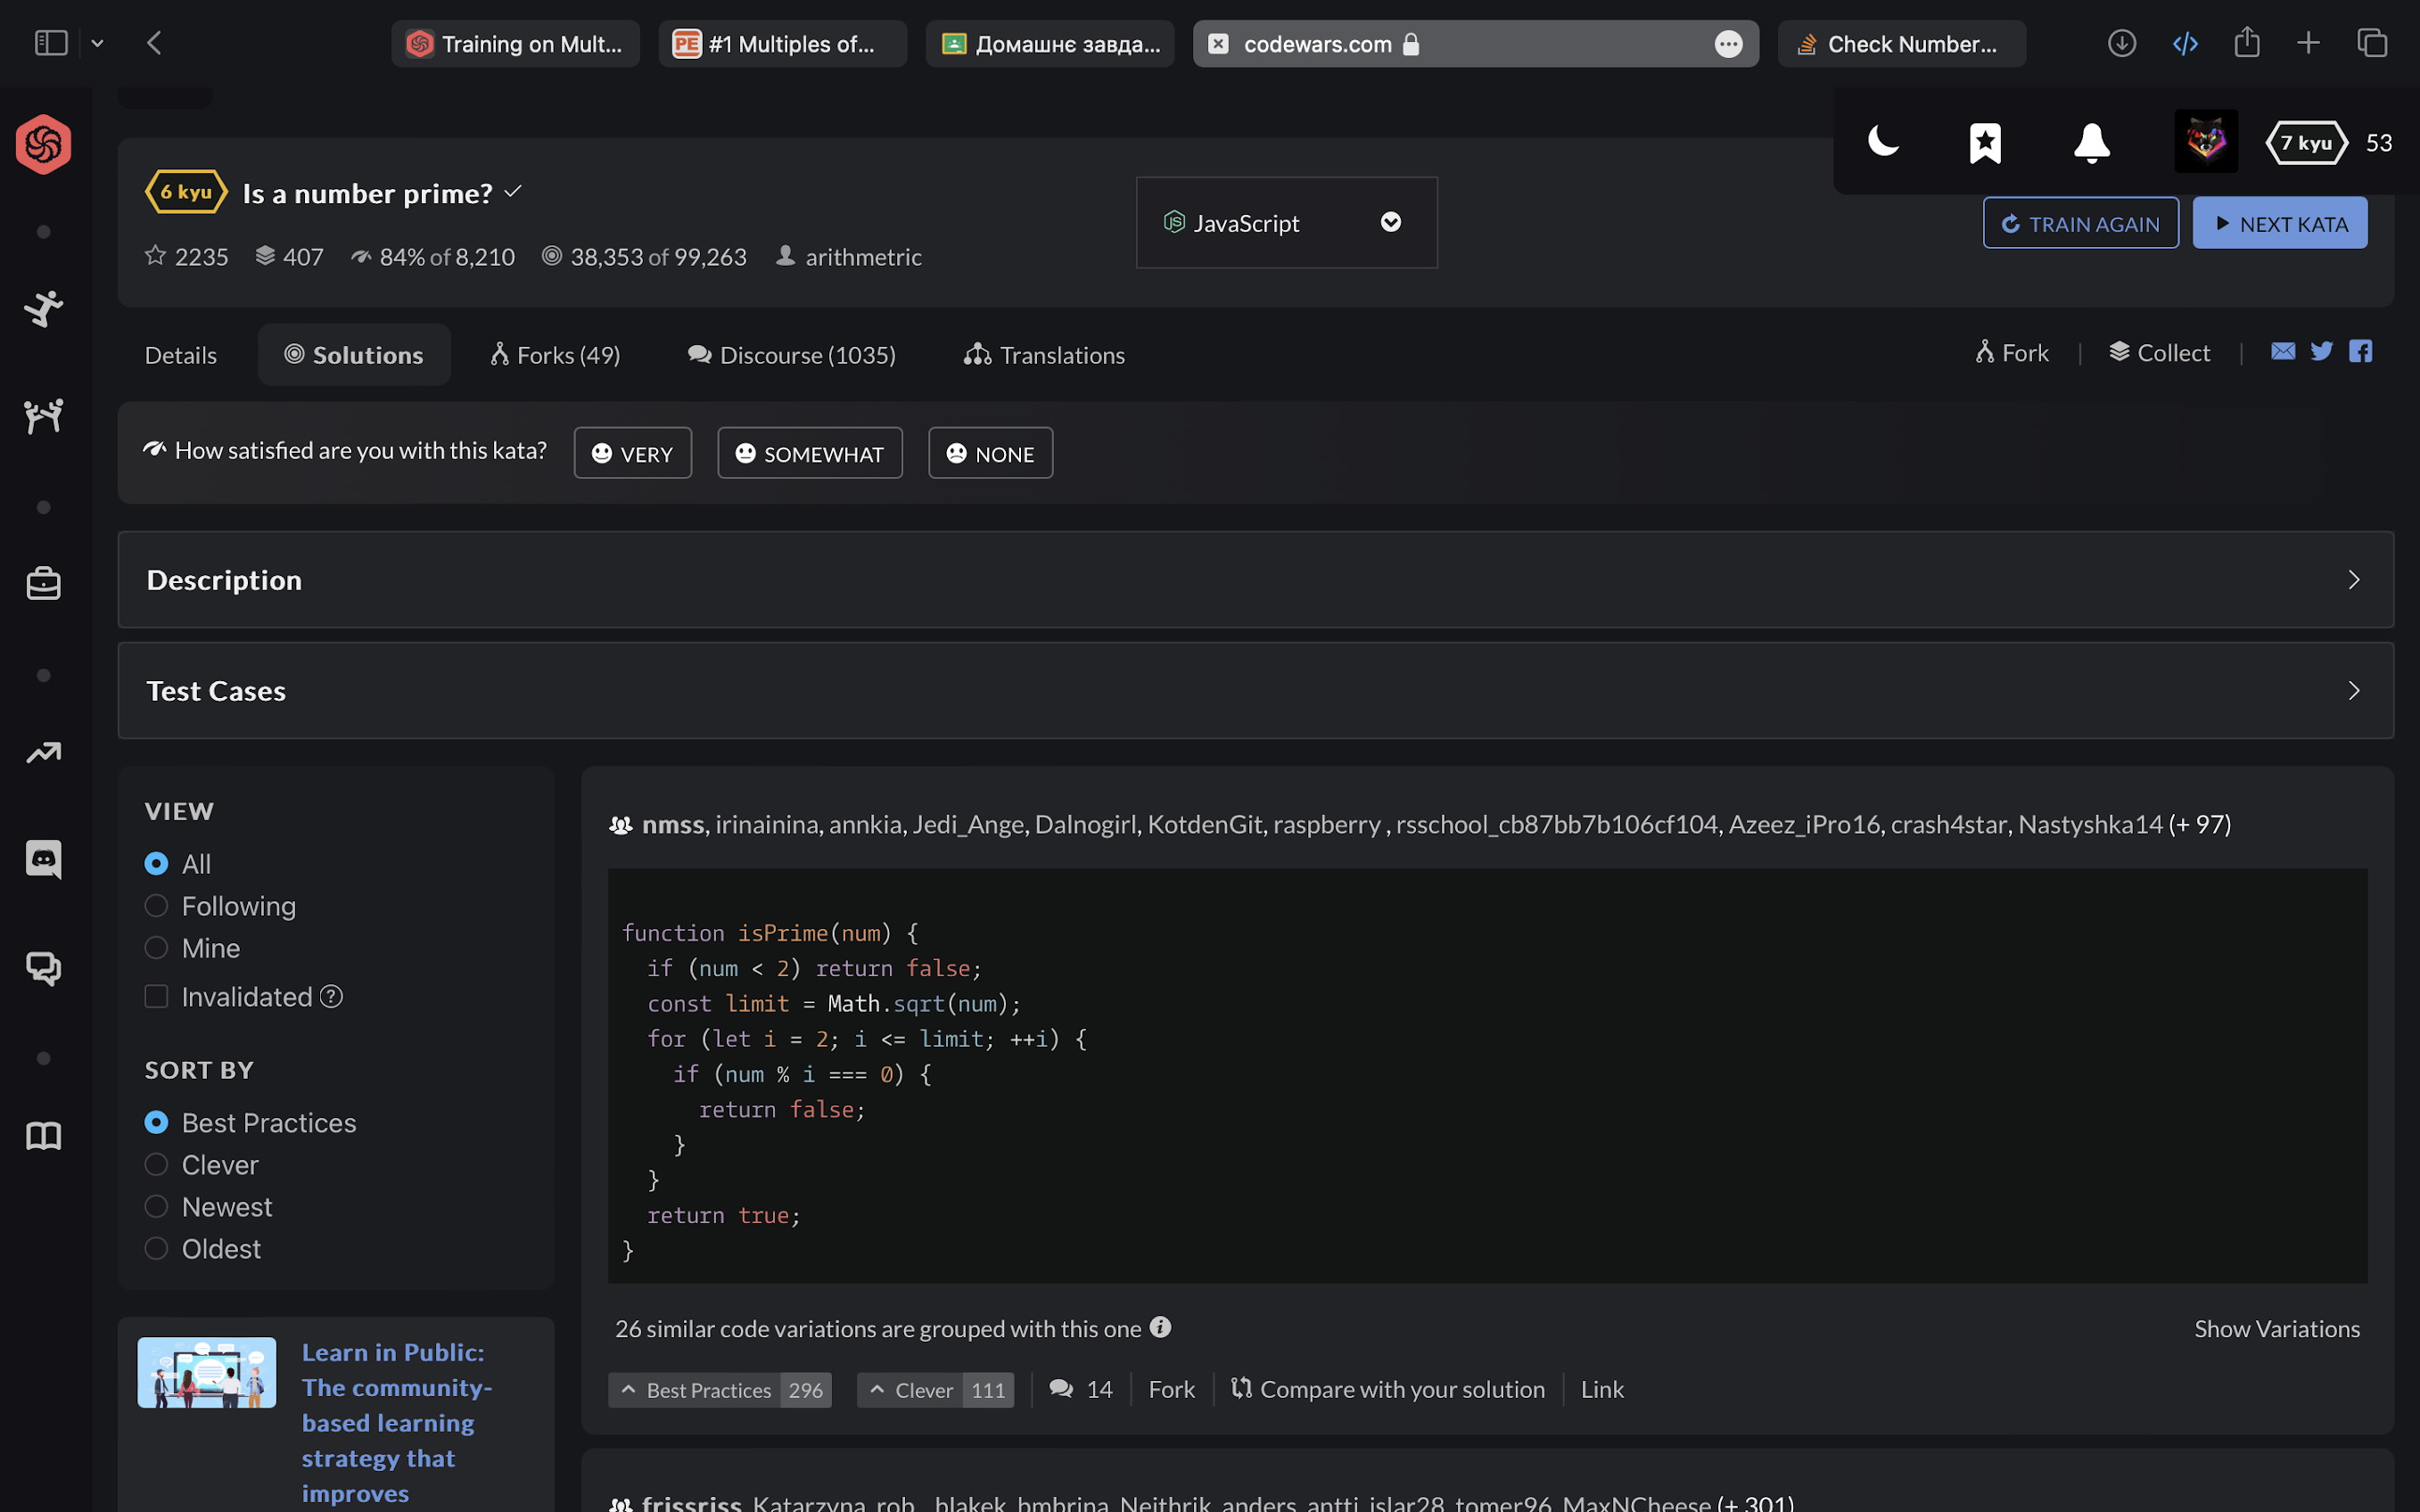 Training on Mult...
PE #1 Multiples of...
Домашнє завда...
codewars.com
Check Number...
7 kyu 53
6 kyu Is a number prime?
JavaScript
TRAIN AGAIN
NEXT KATA
2235 407 84% of 8,210 38,353 of 99,263 arithmetric
Details Solutions Forks (49) Discourse (1035) Translations
Fork | Collect |
How satisfied are you with this kata? VERY SOMEWHAT NONE
Description
Test Cases
VIEW
All
Following
Mine
Invalidated ?
SORT BY
Best Practices
Clever
Newest
Oldest
Learn in Public:
The community-
based learning
strategy that
improves
nmss, irinainina, annkia, Jedi_Ange, Dalnogirl, KotdenGit, raspberry , rsschool_cb87bb7b106cf104, Azeez_iPro16, crash4star, Nastyshka14 (+ 97)
function isPrime(num) {
  if (num < 2) return false;
  const limit = Math.sqrt(num);
  for (let i = 2; i <= limit; ++i) {
    if (num % i === 0) {
      return false;
    }
  }
  return true;
}
26 similar code variations are grouped with this one
Show Variations
Best Practices 296 Clever 111 14 Fork Compare with your solution Link
frissriss, Katarzyna_rob_, blakek, bmbrina, Neithrik, anders_antti, islar28, tomer96, MaxNCheese (+ 301)